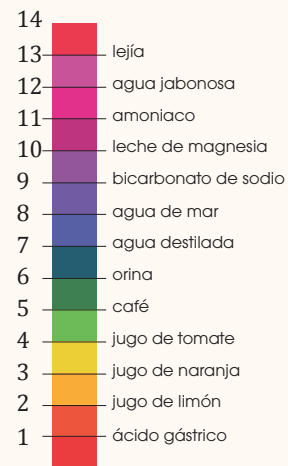 14
13 lejía
12 agua jabonosa
11 amoniaco
10 leche de magnesia
9 bicarbonato de sodio
8 agua de mar
7 agua destilada
6 orina
5 café
4 jugo de tomate
3 jugo de naranja
2 jugo de limón
1 ácido gástrico